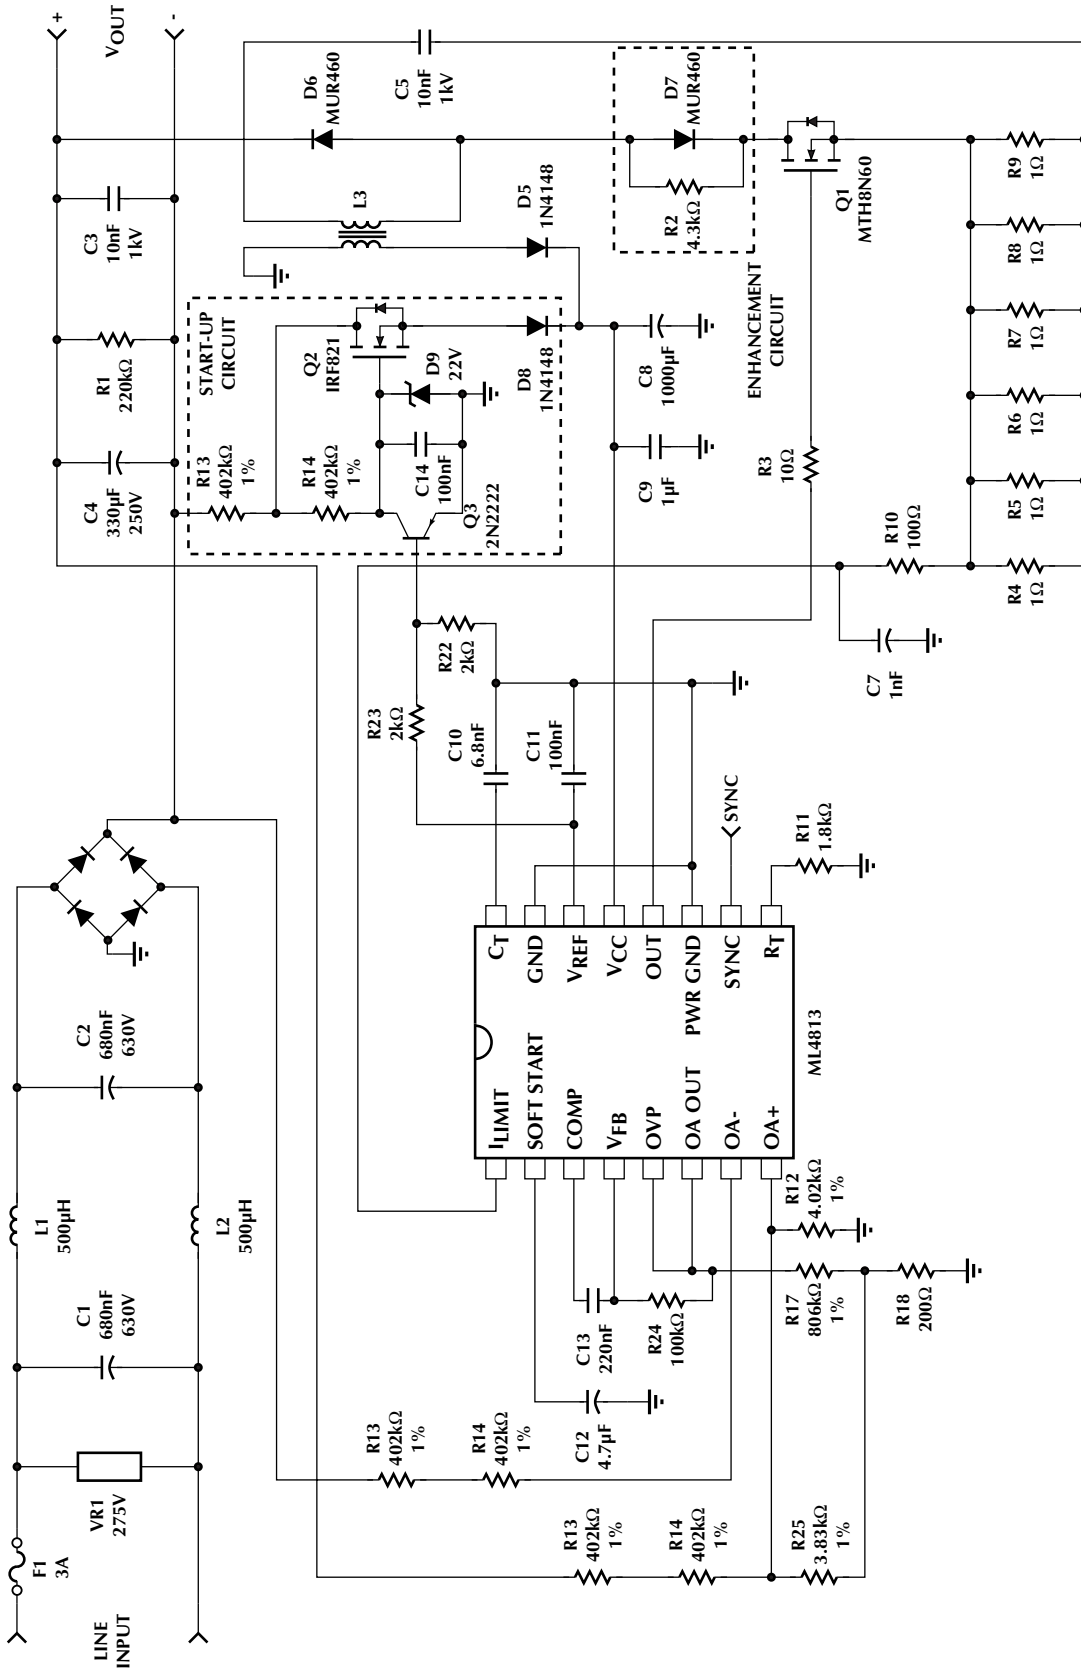 LINE
INPUT
F1
3A
VR1
275V
C1
680nF
630V
L1
500µH
L2
500µH
C2
680nF
630V
C4
330µF
250V
R1
220kΩ
C3
10nF
1kV
+
VOUT
-
START-UP
CIRCUIT
R13
402kΩ
1%
R14
402kΩ
1%
Q2
IRF821
D9
22V
C14
100nF
Q3
2N2222
D8
1N4148
L3
D5
1N4148
D6
MUR460
C5
10nF
1kV
D7
MUR460
R2
4.3kΩ
ENHANCEMENT
CIRCUIT
Q1
MTH8N60
C8
1000µF
C9
1µF
R3
10Ω
R10
100Ω
C7
1nF
R4
1Ω
R5
1Ω
R6
1Ω
R7
1Ω
R8
1Ω
R9
1Ω
R22
2kΩ
R23
2kΩ
C10
6.8nF
C11
100nF
SYNC
R11
1.8kΩ
ILIMIT
SOFT START
COMP
VFB
OVP
OA OUT
OA-
OA+
CT
GND
VREF
VCC
OUT
PWR GND
SYNC
RT
ML4813
R12
4.02kΩ
1%
R17
806kΩ
1%
R18
200Ω
C13
220nF
R24
100kΩ
C12
4.7µF
R13
402kΩ
1%
R14
402kΩ
1%
R13
402kΩ
1%
R14
402kΩ
1%
R25
3.83kΩ
1%